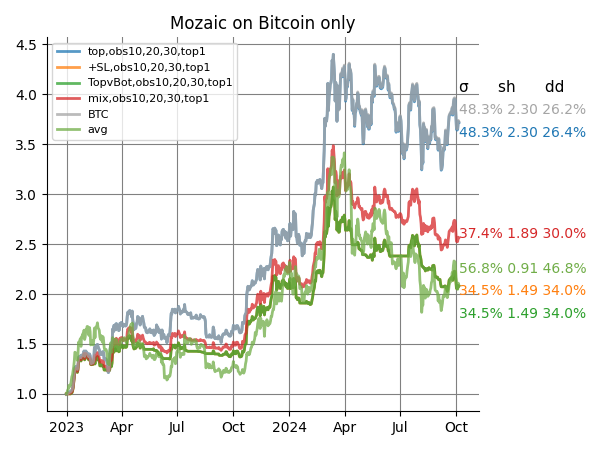 Mozaic on Bitcoin only
4.5
4.0
3.5
3.0
2.5
2.0
1.5
1.0
top,obs10,20,30,top1
+SL,obs10,20,30,top1
TopvBot,obs10,20,30,top1
mix,obs10,20,30,top1
BTC
avg
σ sh dd
48.3% 2.30 26.2%
48.3% 2.30 26.4%
37.4% 1.89 30.0%
56.8% 0.91 46.8%
34.5% 1.49 34.0%
34.5% 1.49 34.0%
2023 Apr Jul Oct 2024 Apr Jul Oct